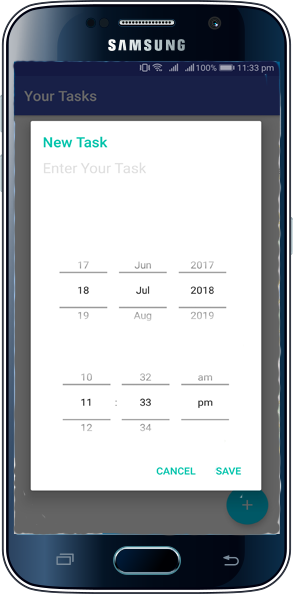 SAMSUNG
100% 11:33 pm
Your Tasks
New Task
Enter Your Task
17 Jun 2017
18 Jul 2018
19 Aug 2019
10 32 am
11 : 33 pm
12 34
CANCEL SAVE
+